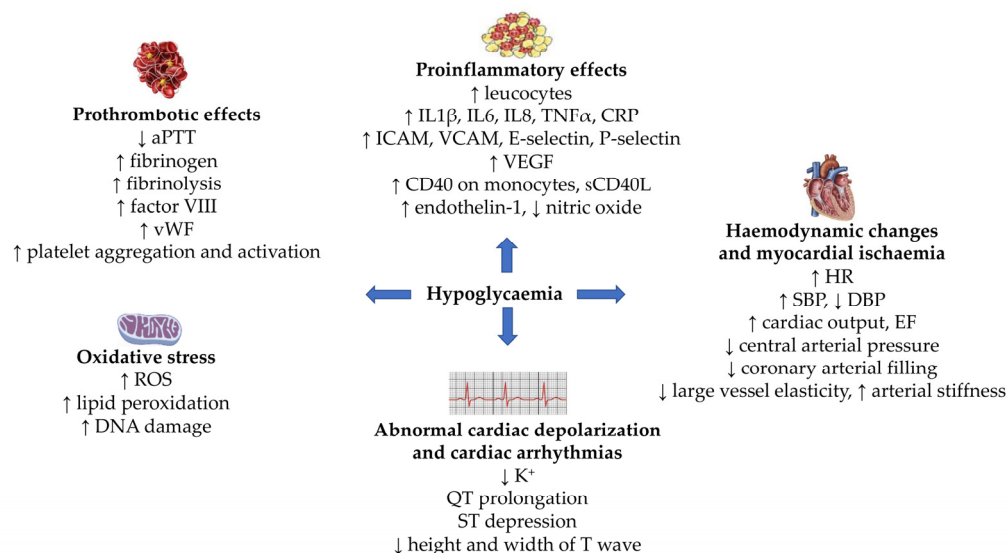 Prothrombotic effects
↓ aPTT
↑ fibrinogen
↑ fibrinolysis
↑ factor VIII
↑ vWF
↑ platelet aggregation and activation
Proinflammatory effects
↑ leucocytes
↑ IL1β, IL6, IL8, TNFα, CRP
↑ ICAM, VCAM, E-selectin, P-selectin
↑ VEGF
↑ CD40 on monocytes, sCD40L
↑ endothelin-1, ↓ nitric oxide
Haemodynamic changes
and myocardial ischaemia
↑ HR
↑ SBP, ↓ DBP
↑ cardiac output, EF
↓ central arterial pressure
↓ coronary arterial filling
↓ large vessel elasticity, ↑ arterial stiffness
Hypoglycaemia
Oxidative stress
↑ ROS
↑ lipid peroxidation
↑ DNA damage
Abnormal cardiac depolarization
and cardiac arrhythmias
↓ K⁺
QT prolongation
ST depression
↓ height and width of T wave